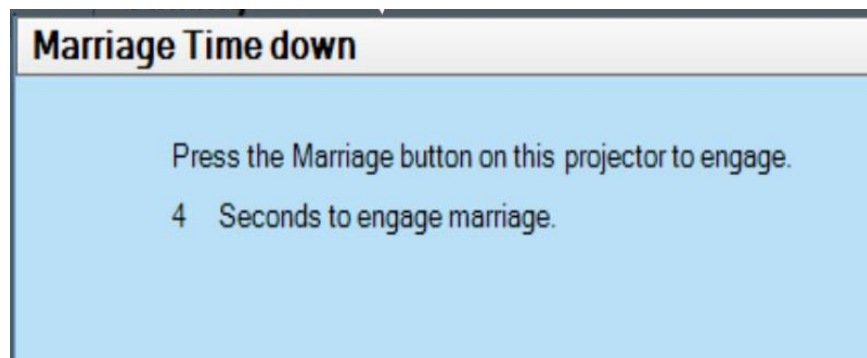 Marriage Time down
Press the Marriage button on this projector to engage.
4 Seconds to engage marriage.